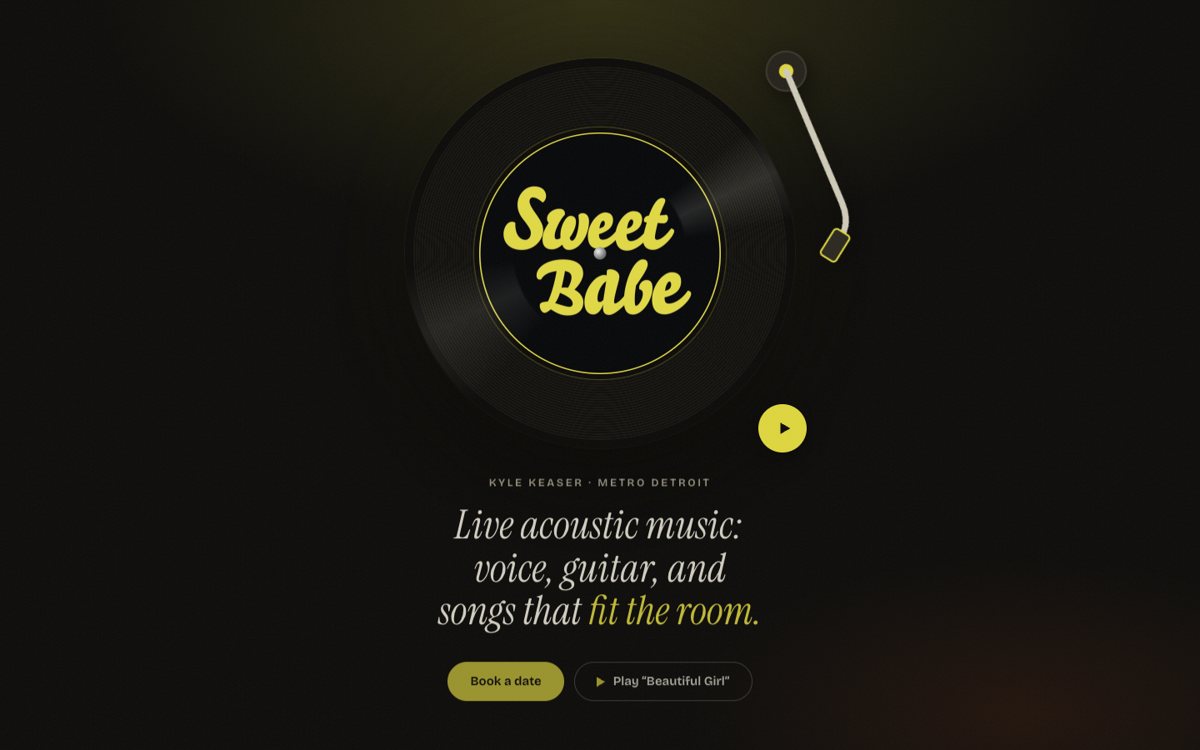 Sweet
Babe
KYLE KEASER · METRO DETROIT
Live acoustic music:
voice, guitar, and
songs that fit the room.
Book a date
Play “Beautiful Girl”